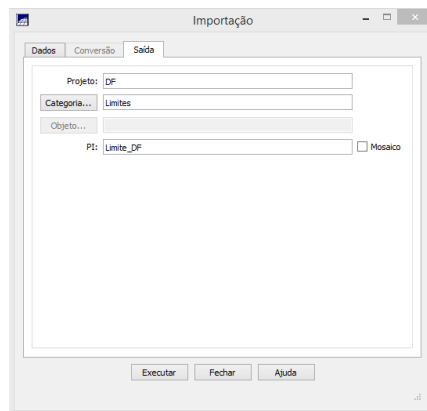 Importação
Dados Conversão Saída
Projeto: DF
Categoria... Limites
Objeto...
PI: Limite_DF Mosaico
Executar Fechar Ajuda